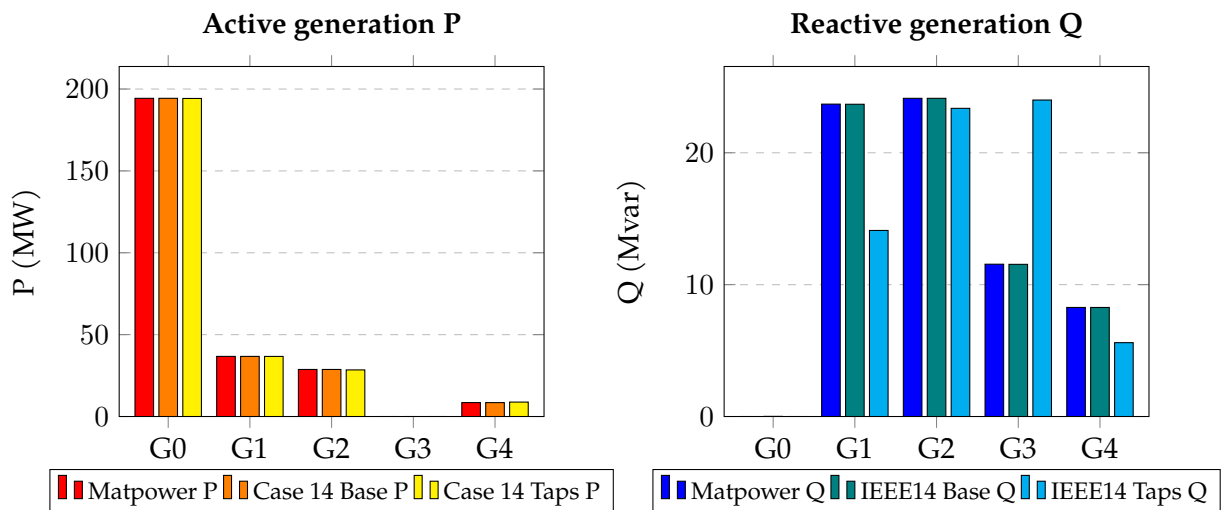 Active generation P
200
150
100
50
0
P (MW)
G0 G1 G2 G3 G4
Matpower P Case 14 Base P Case 14 Taps P
Reactive generation Q
20
10
0
Q (Mvar)
G0 G1 G2 G3 G4
Matpower Q IEEE14 Base Q IEEE14 Taps Q